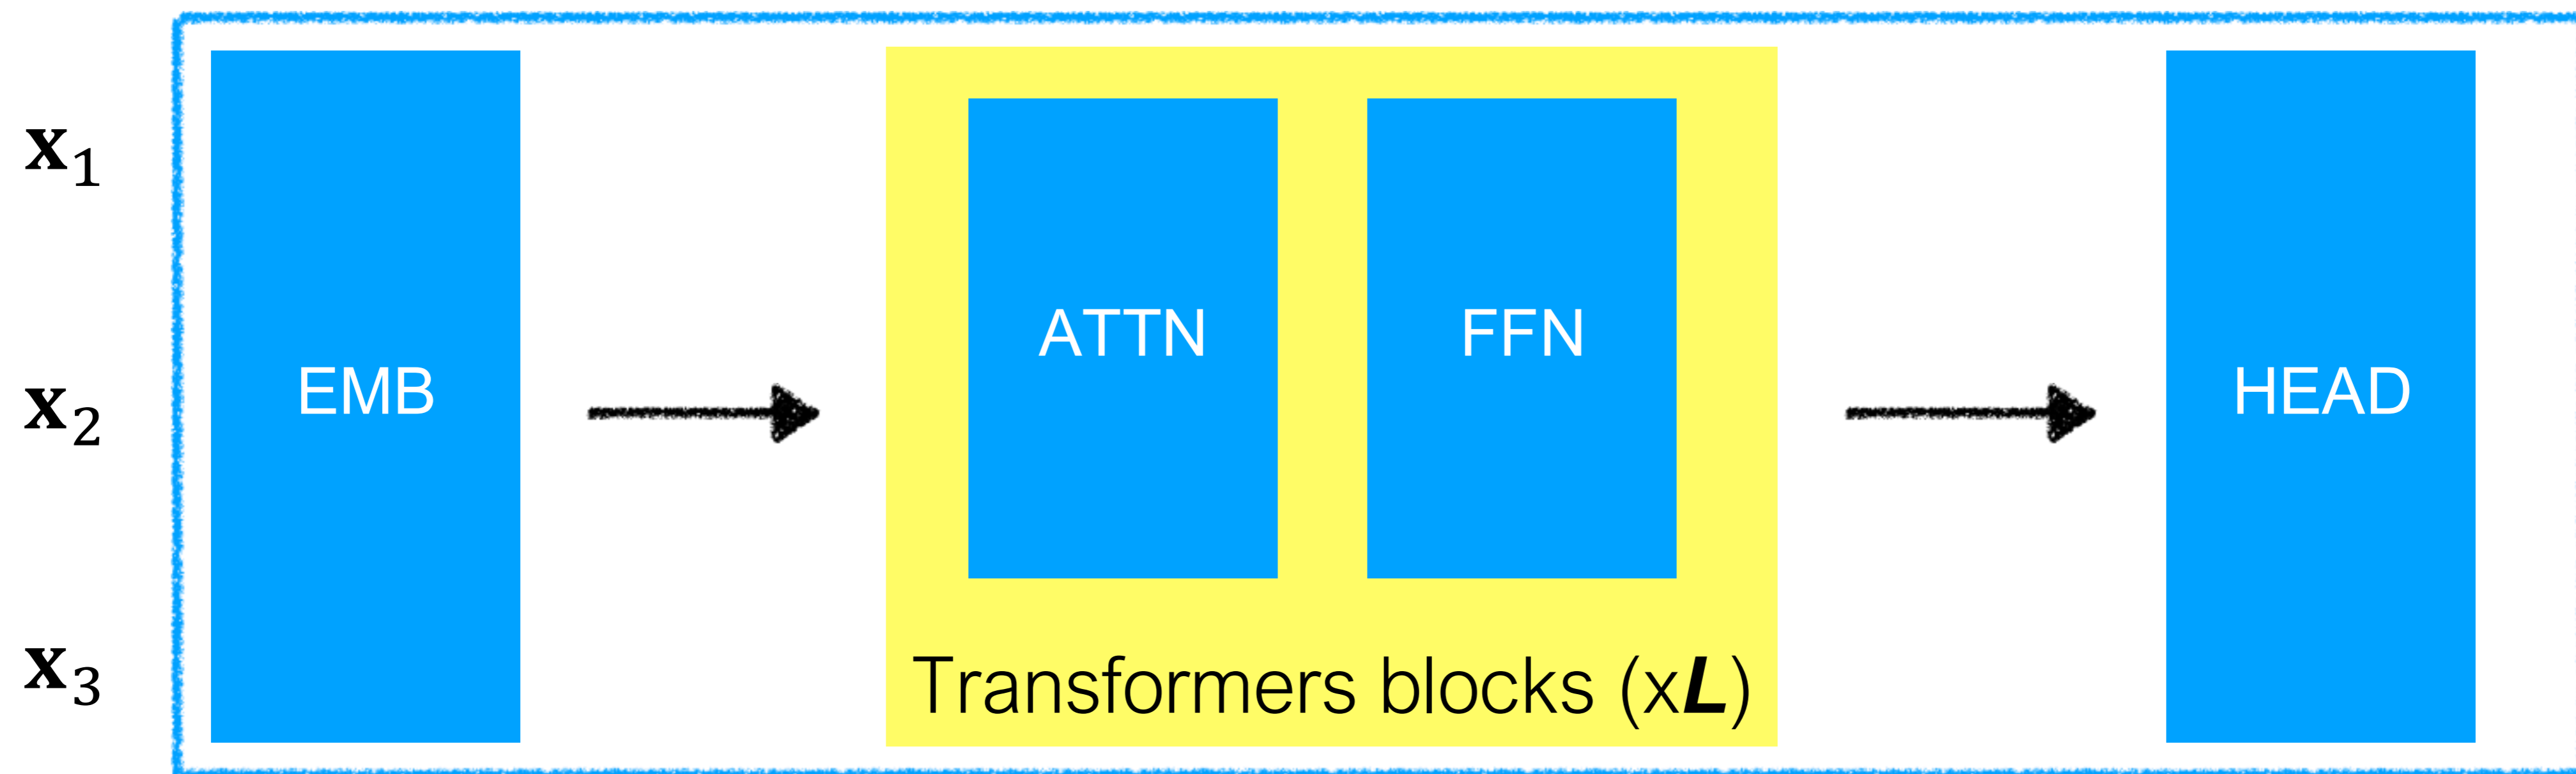 x₁
x₂
x₃
EMB
ATTN
FFN
Transformers blocks (xL)
HEAD